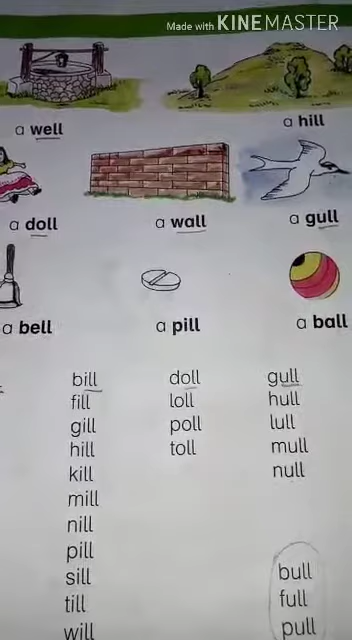 Made with KINEMASTER
a well
a hill
a doll
a wall
a gull
a bell
a pill
a ball
bill
fill
gill
hill
kill
mill
nill
pill
sill
till
will
doll
loll
poll
toll
gull
hull
lull
mull
null
bull
full
pull